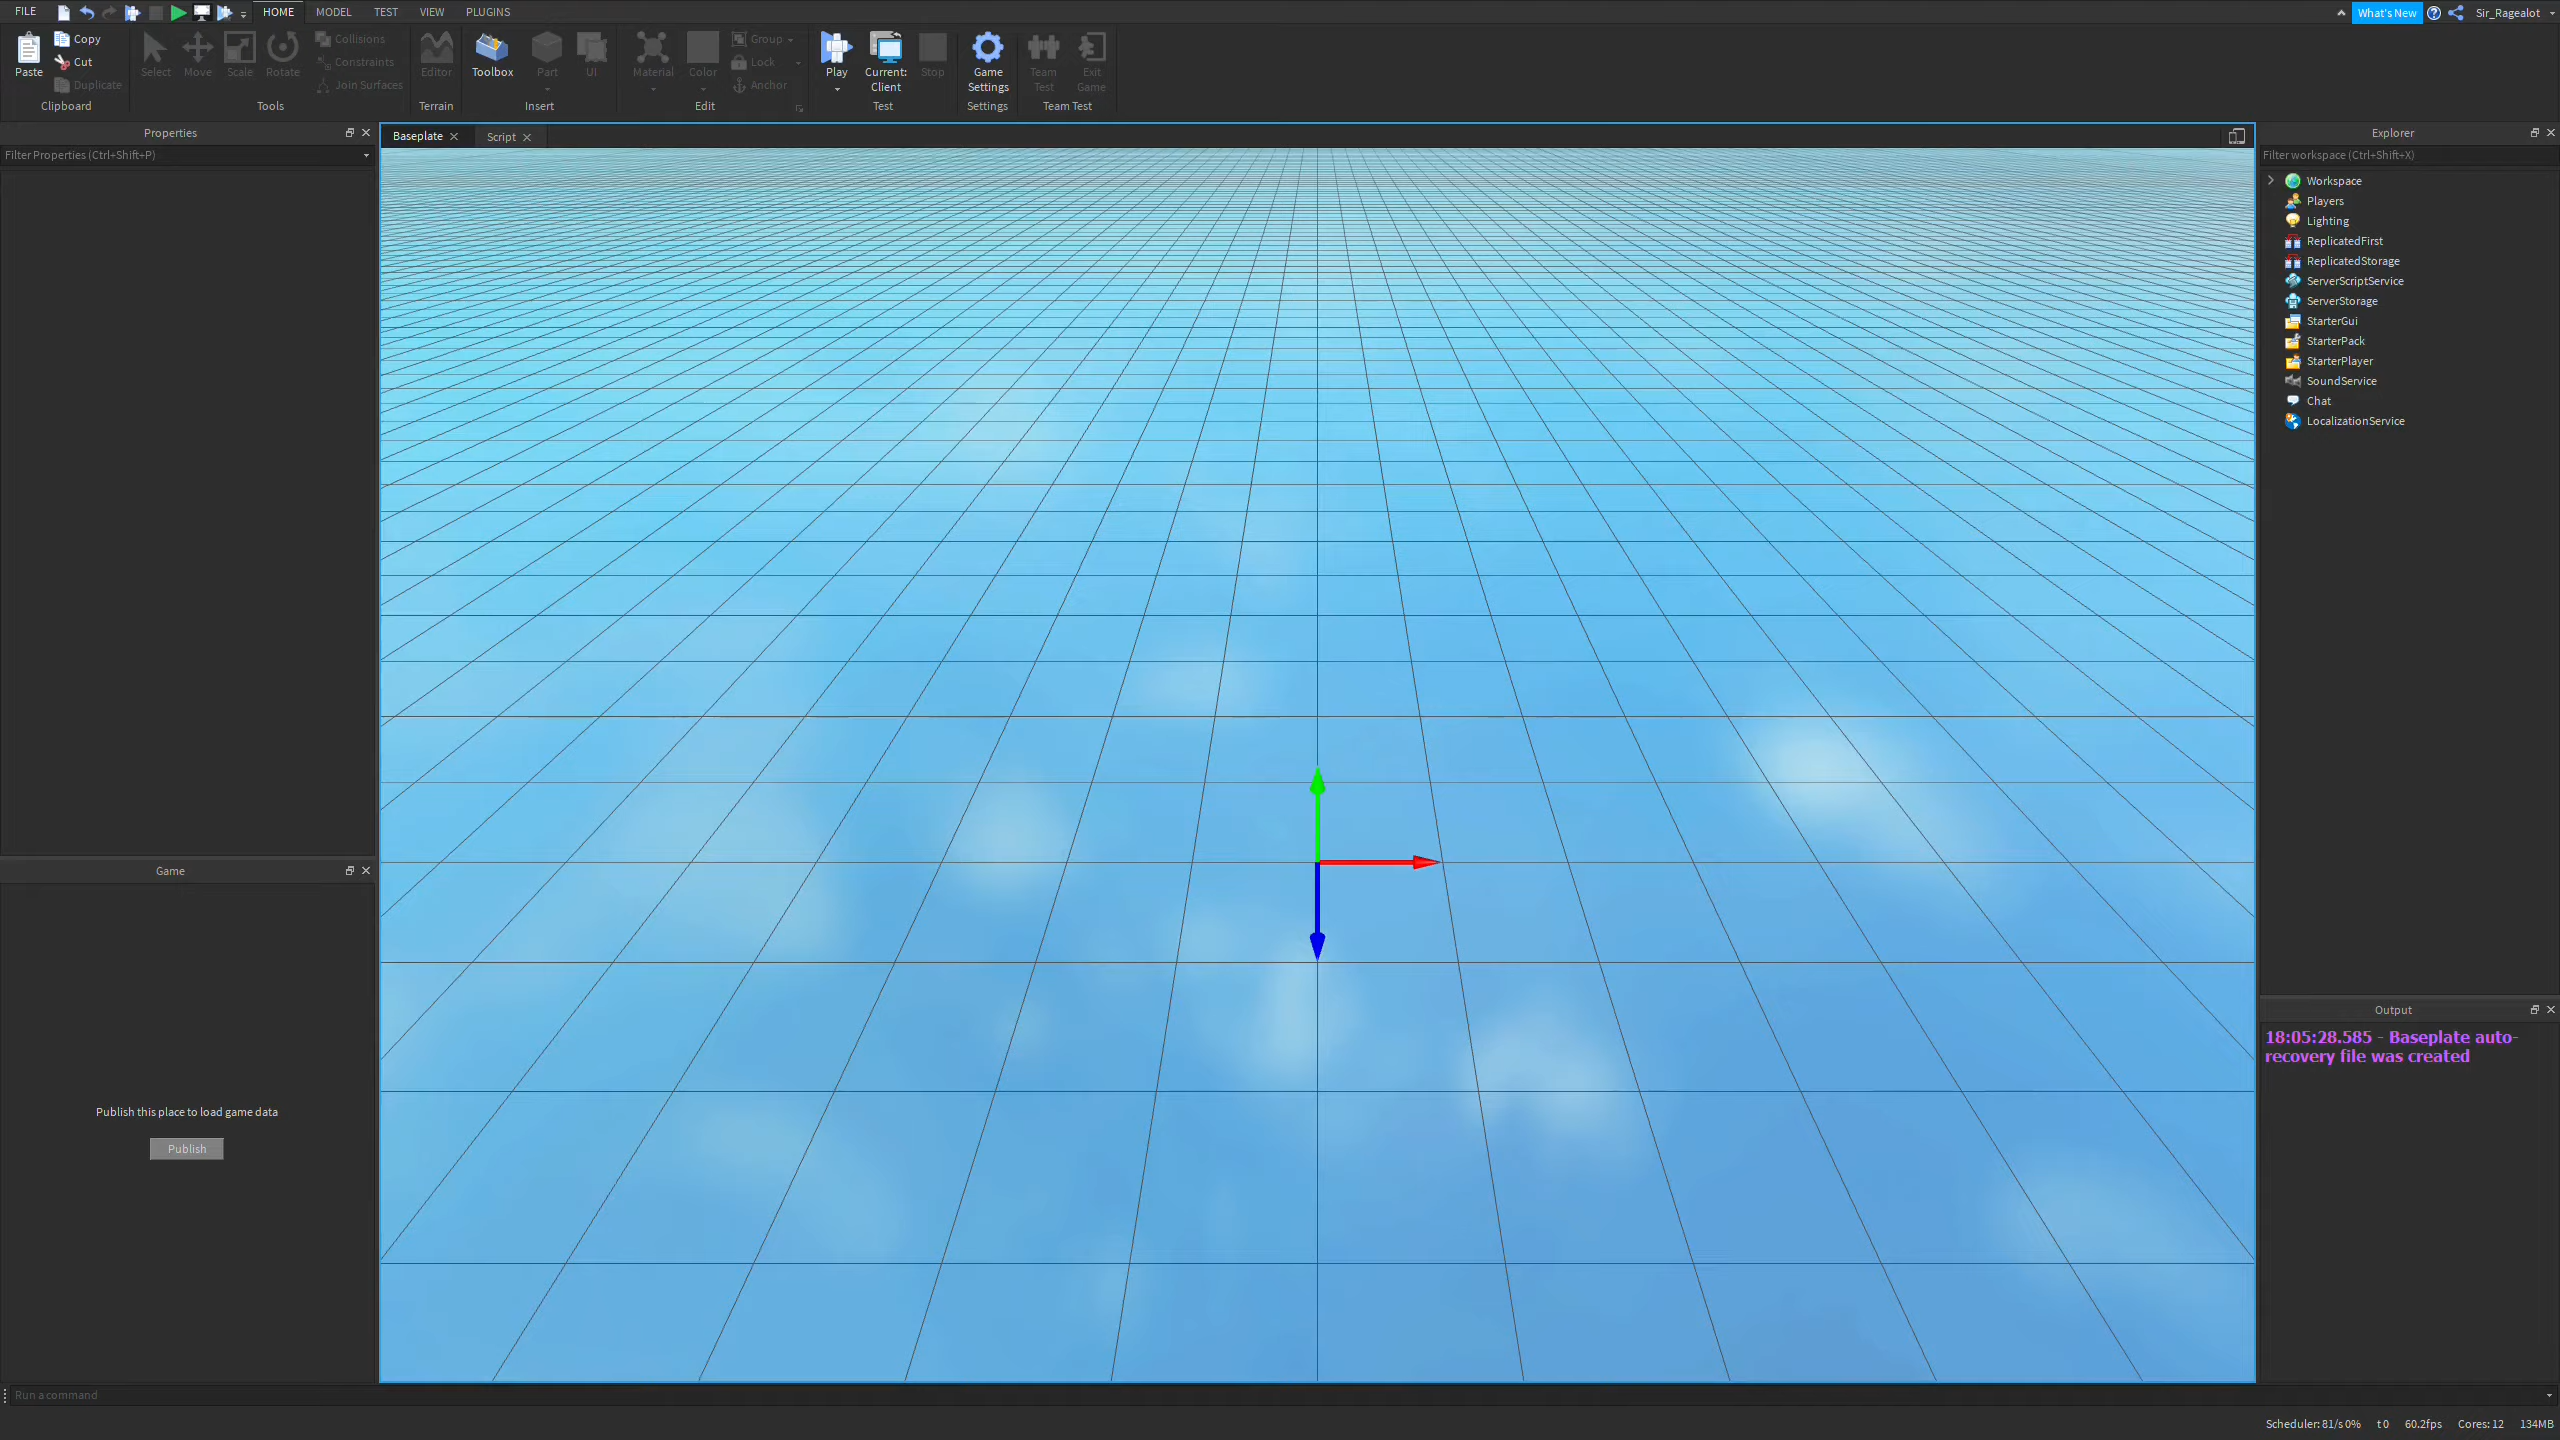 FILE
HOME
MODEL
TEST
VIEW
PLUGINS
What's New
Sir_Ragealot
Paste
Copy
Cut
Duplicate
Clipboard
Select
Move
Scale
Rotate
Collisions
Constraints
Join Surfaces
Tools
Editor
Terrain
Toolbox
Part
UI
Insert
Material
Color
Group
Lock
Anchor
Edit
Play
Current:
Client
Stop
Test
Game
Settings
Settings
Team
Test
Exit
Game
Team Test
Properties
Filter Properties (Ctrl+Shift+P)
Game
Publish this place to load game data
Publish
Baseplate
Script
Explorer
Filter workspace (Ctrl+Shift+X)
Workspace
Players
Lighting
ReplicatedFirst
ReplicatedStorage
ServerScriptService
ServerStorage
StarterGui
StarterPack
StarterPlayer
SoundService
Chat
LocalizationService
Output
18:05:28.585 - Baseplate auto-
recovery file was created
Run a command
Scheduler: 81/s 0% t 0 60.2fps Cores: 12 134MB